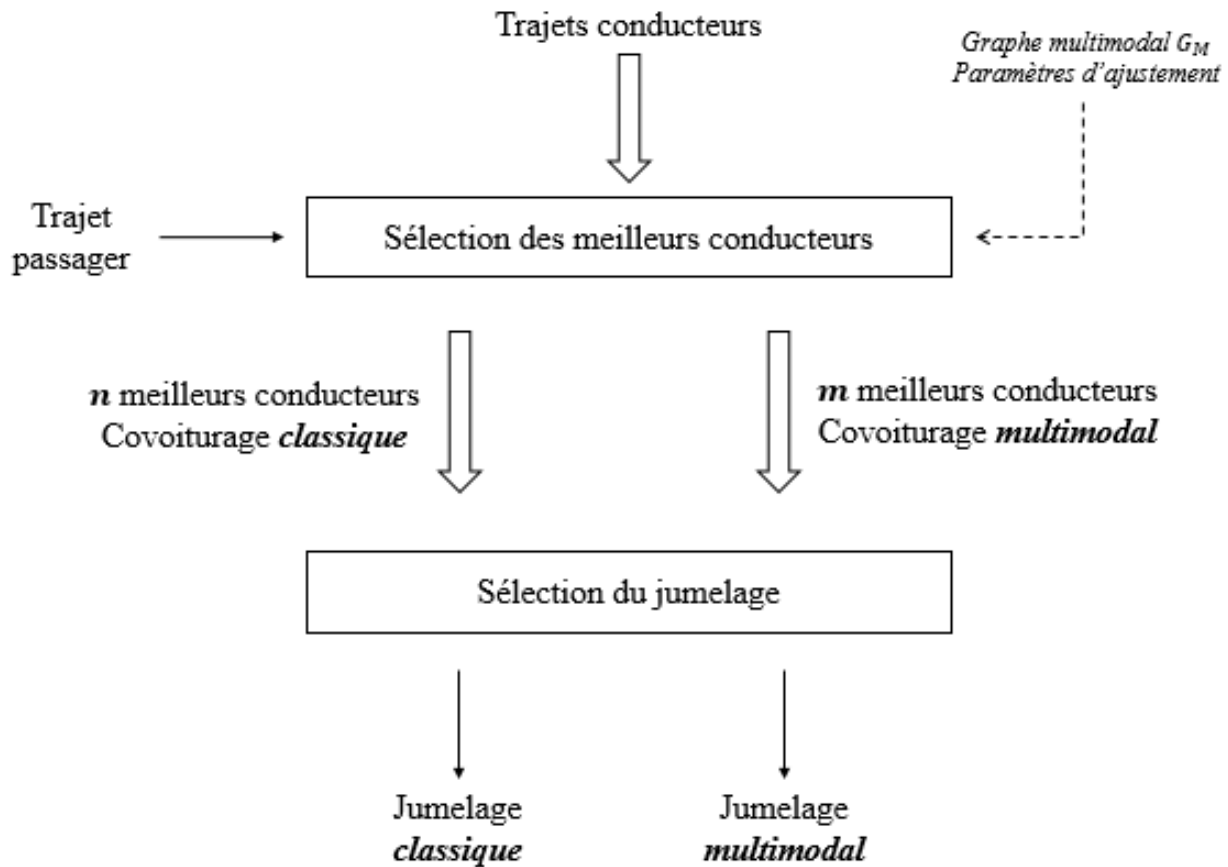 Trajets conducteurs
Graphe multimodal G_M
Paramètres d'ajustement
Trajet
passager
Sélection des meilleurs conducteurs
n meilleurs conducteurs
Covoiturage classique
m meilleurs conducteurs
Covoiturage multimodal
Sélection du jumelage
Jumelage
classique
Jumelage
multimodal